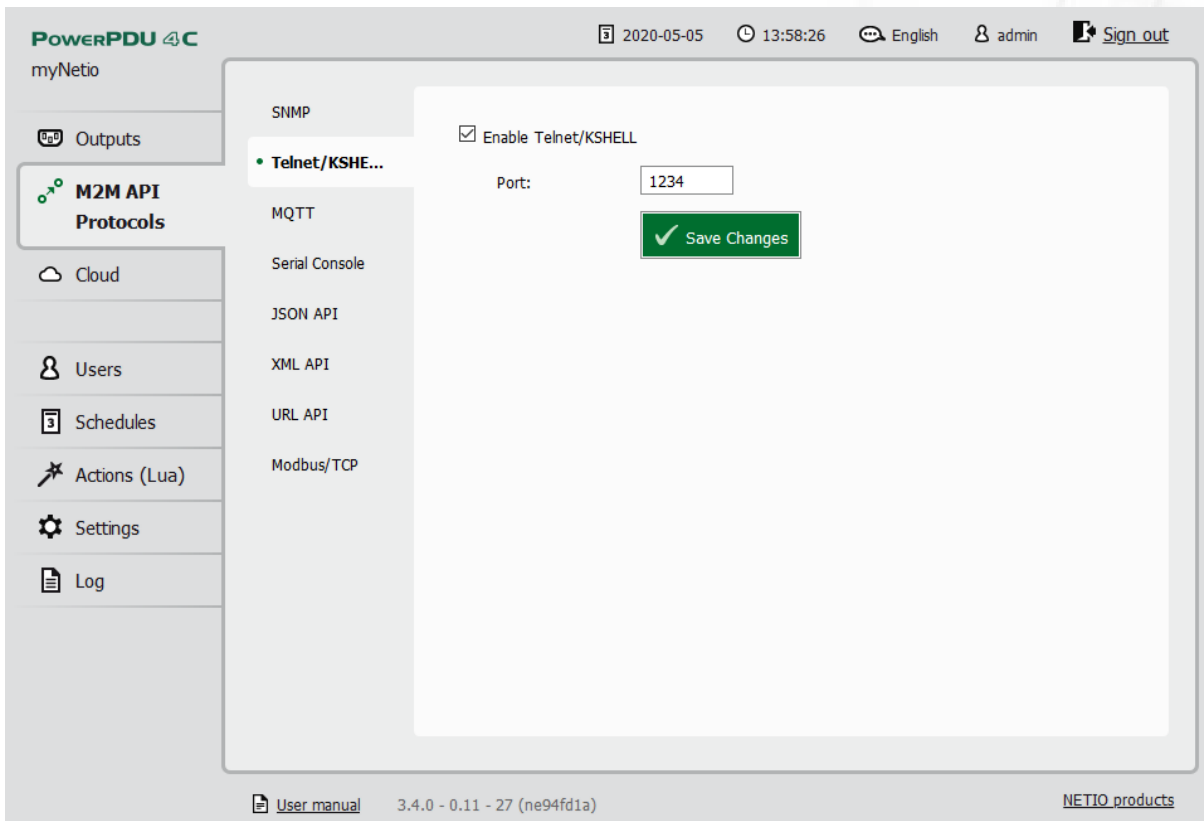 PowerPDU 4C
myNetio
3 2020-05-05 13:58:26 English admin Sign out
Outputs
M2M API
Protocols
Cloud
Users
3 Schedules
Actions (Lua)
Settings
Log
SNMP
Telnet/KSHE...
MQTT
Serial Console
JSON API
XML API
URL API
Modbus/TCP
Enable Telnet/KSHELL
Port: 1234
Save Changes
User manual 3.4.0 - 0.11 - 27 (ne94fd1a) NETIO products